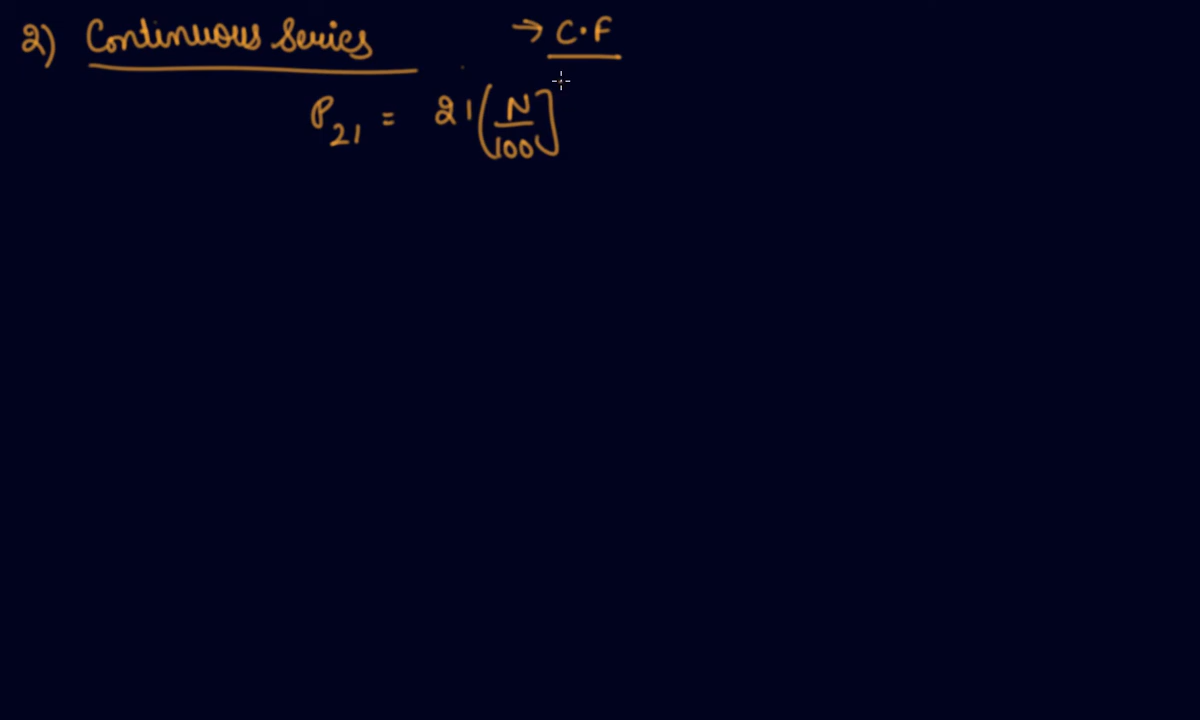 2) Continuous Series → C.F
P21 = 21(N/100]